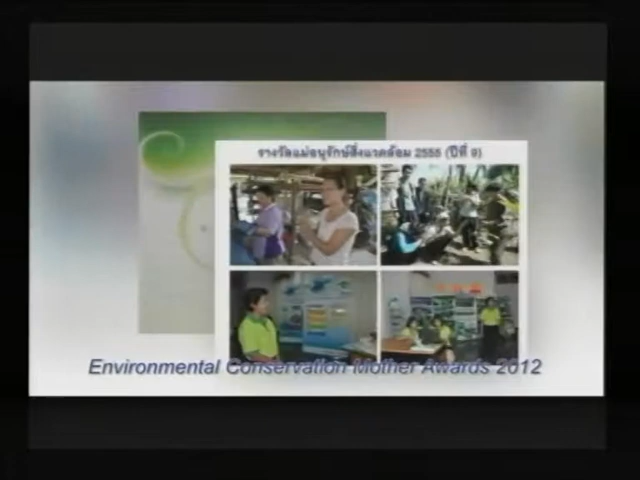 รางวัลแม่อนุรักษ์สิ่งแวดล้อม 2555 (ปีที่ 9)
Environmental Conservation Mother Awards 2012